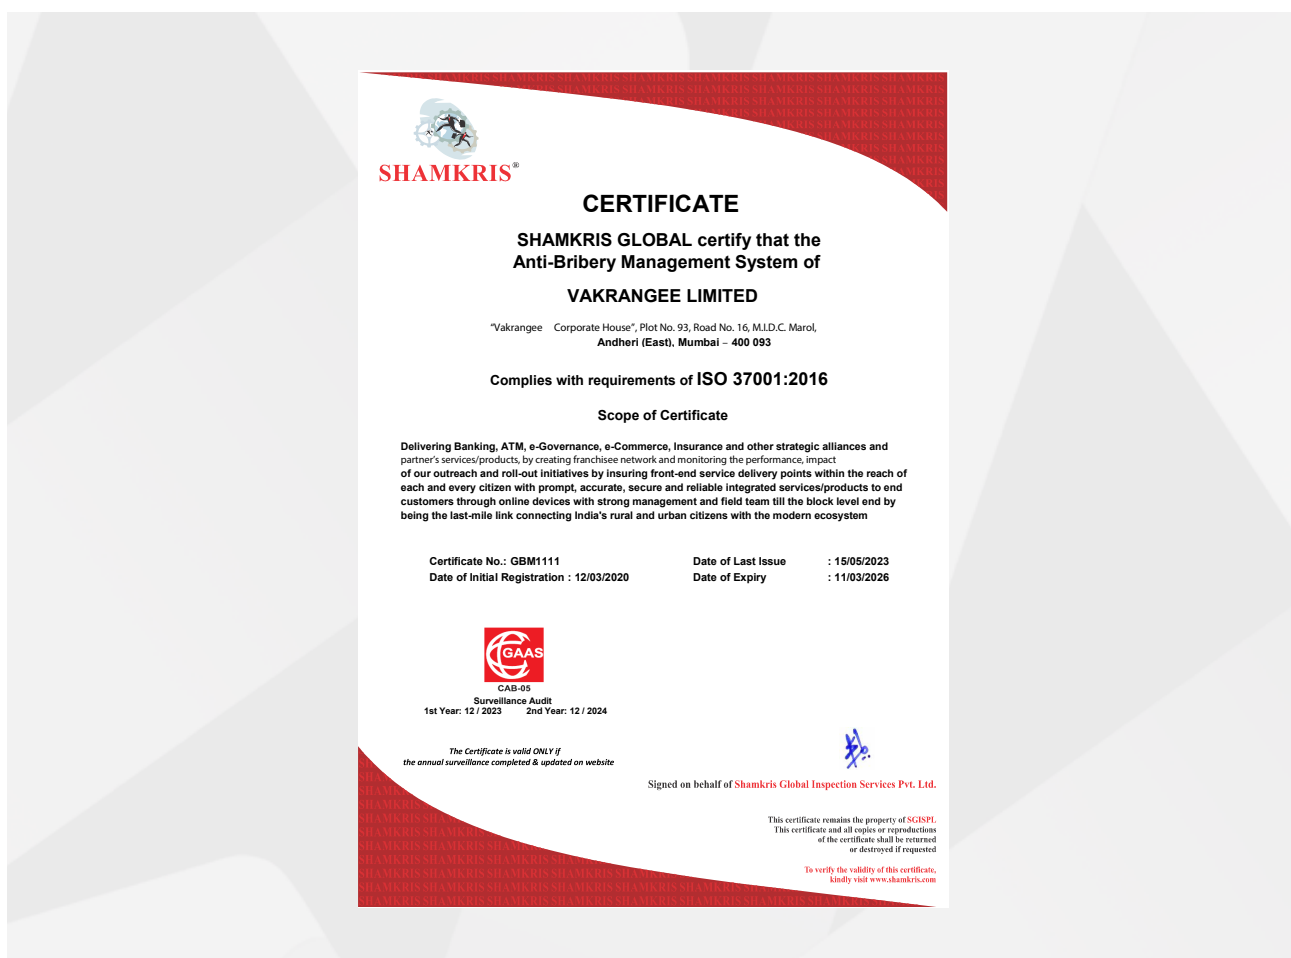 SHAMKRIS®
CERTIFICATE
SHAMKRIS GLOBAL certify that the
Anti-Bribery Management System of
VAKRANGEE LIMITED
“Vakrangee Corporate House”, Plot No. 93, Road No. 16, M.I.D.C. Marol,
Andheri (East), Mumbai – 400 093
Complies with requirements of ISO 37001:2016
Scope of Certificate
Delivering Banking, ATM, e-Governance, e-Commerce, Insurance and other strategic alliances and
partner's services/products, by creating franchisee network and monitoring the performance, impact
of our outreach and roll-out initiatives by insuring front-end service delivery points within the reach of
each and every citizen with prompt, accurate, secure and reliable integrated services/products to end
customers through online devices with strong management and field team till the block level end by
being the last-mile link connecting India's rural and urban citizens with the modern ecosystem
Certificate No.: GBM1111 Date of Last Issue : 15/05/2023
Date of Initial Registration : 12/03/2020 Date of Expiry : 11/03/2026
GAAS
CAB-05
Surveillance Audit
1st Year: 12 / 2023 2nd Year: 12 / 2024
The Certificate is valid ONLY if
the annual surveillance completed & updated on website
Signed on behalf of Shamkris Global Inspection Services Pvt. Ltd.
This certificate remains the property of SGISPL
This certificate and all copies or reproductions
of the certificate shall be returned
or destroyed if requested
To verify the validity of this certificate,
kindly visit www.shamkris.com